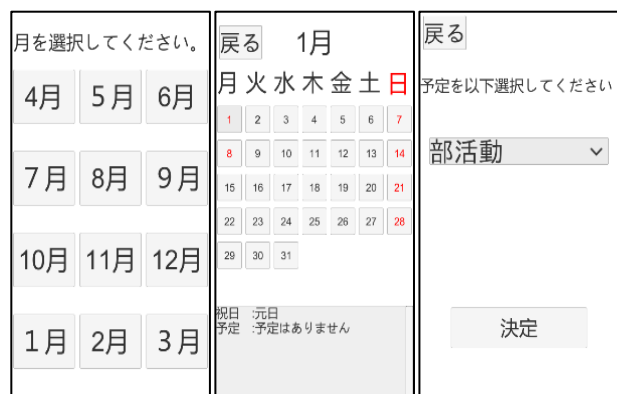 月を選択してください。
4月 5月 6月
7月 8月 9月
10月 11月 12月
1月 2月 3月
戻る 1月
月 火 水 木 金 土 日
1 2 3 4 5 6 7
8 9 10 11 12 13 14
15 16 17 18 19 20 21
22 23 24 25 26 27 28
29 30 31
祝日 :元日
予定 :予定はありません
戻る
予定を以下選択してください
部活動
決定